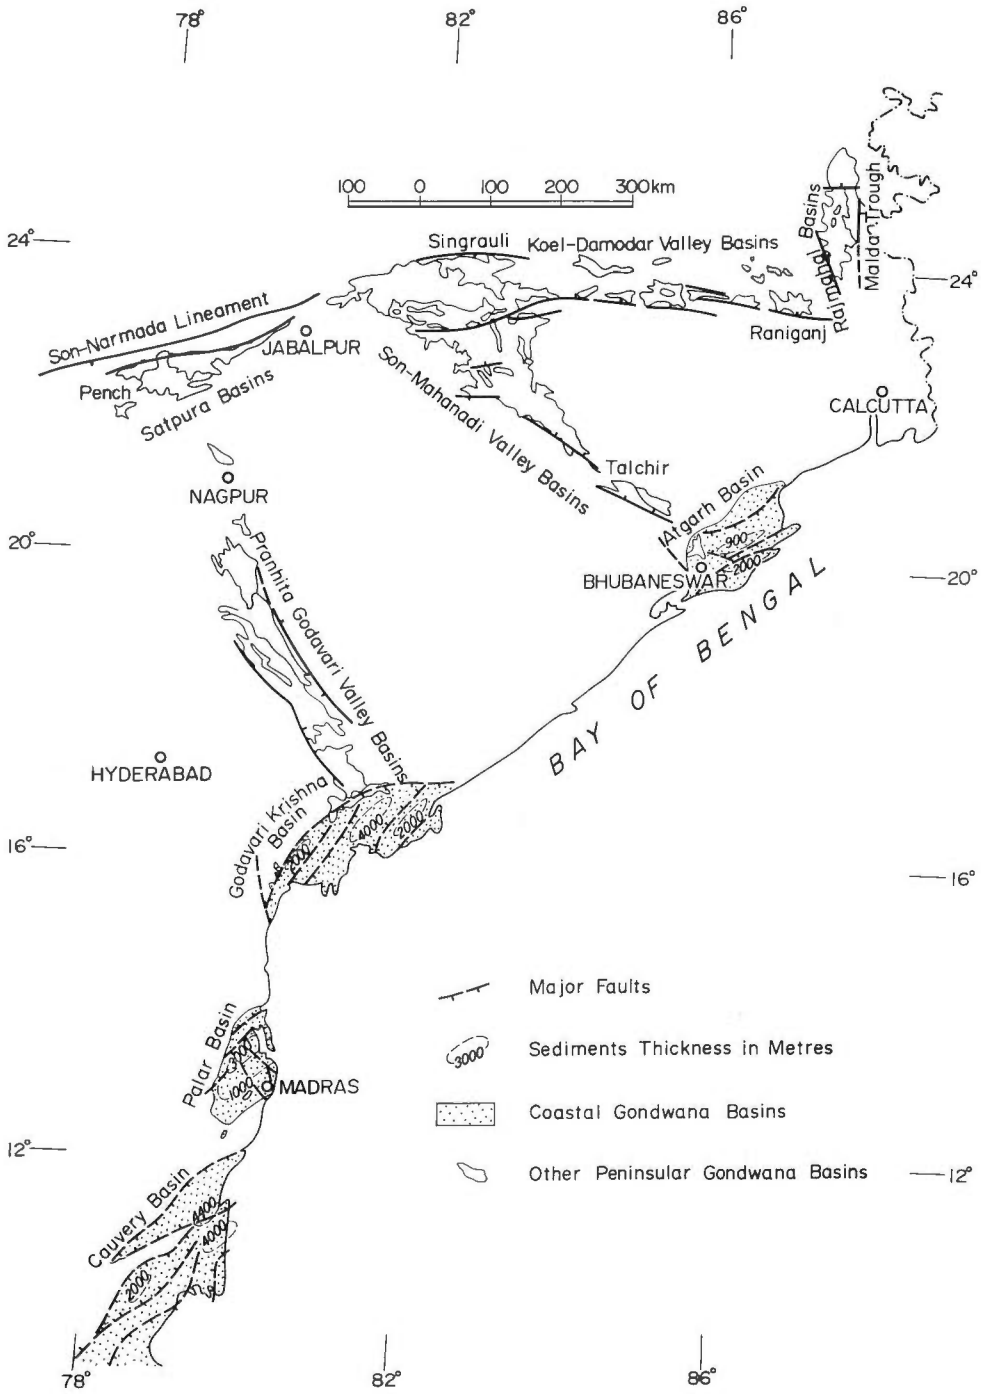 78°
82°
86°
100 0 100 200 300km
24°
Singrauli
Koel-Damodar Valley Basins
Rajmahal Basins
Malda Trough
24°
Son-Narmada Lineament
JABALPUR
Raniganj
Pench
Satpura Basins
Son-Mahanadi Valley Basins
CALCUTTA
NAGPUR
Talchir
Atgarh Basin
20°
900
2000
BHUBANESWAR
20°
Pranhita Godavari Valley Basins
BAY OF BENGAL
HYDERABAD
Godavari Krishna
Basin
4000
2000
2000
16°
16°
Major Faults
Palar Basin
3000
1000
MADRAS
3000
Sediments Thickness in Metres
Coastal Gondwana Basins
12°
Other Peninsular Gondwana Basins
12°
Cauvery Basin
4400
4000
2000
78°
82°
86°